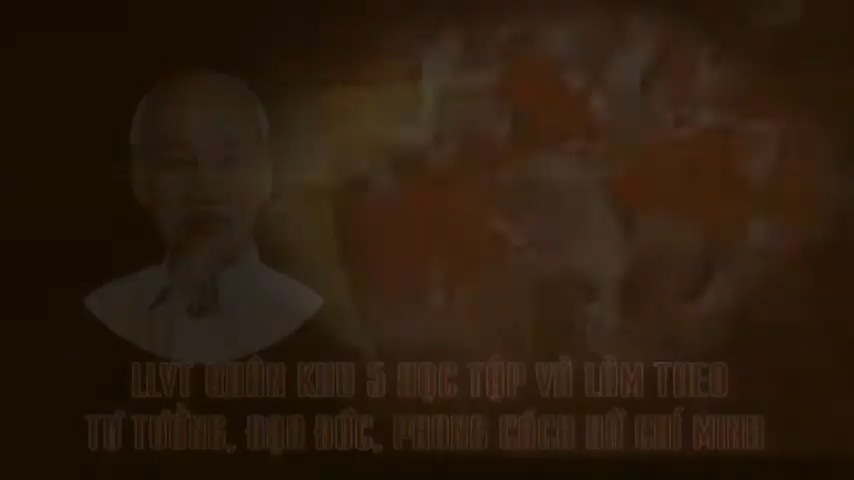 LLVT QUÂN KHU 5 HỌC TẬP VÀ LÀM THEO
TƯ TƯỞNG, ĐẠO ĐỨC, PHONG CÁCH HỒ CHÍ MINH